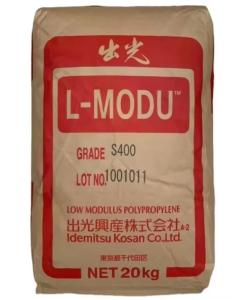 出光
L-MODU™
GRADE S400
LOT NO. 1001011
LOW MODULUS POLYPROPYLENE
出光興産株式会社 A-2
Idemitsu Kosan Co.,Ltd.
東京都千代田区
NET 20kg